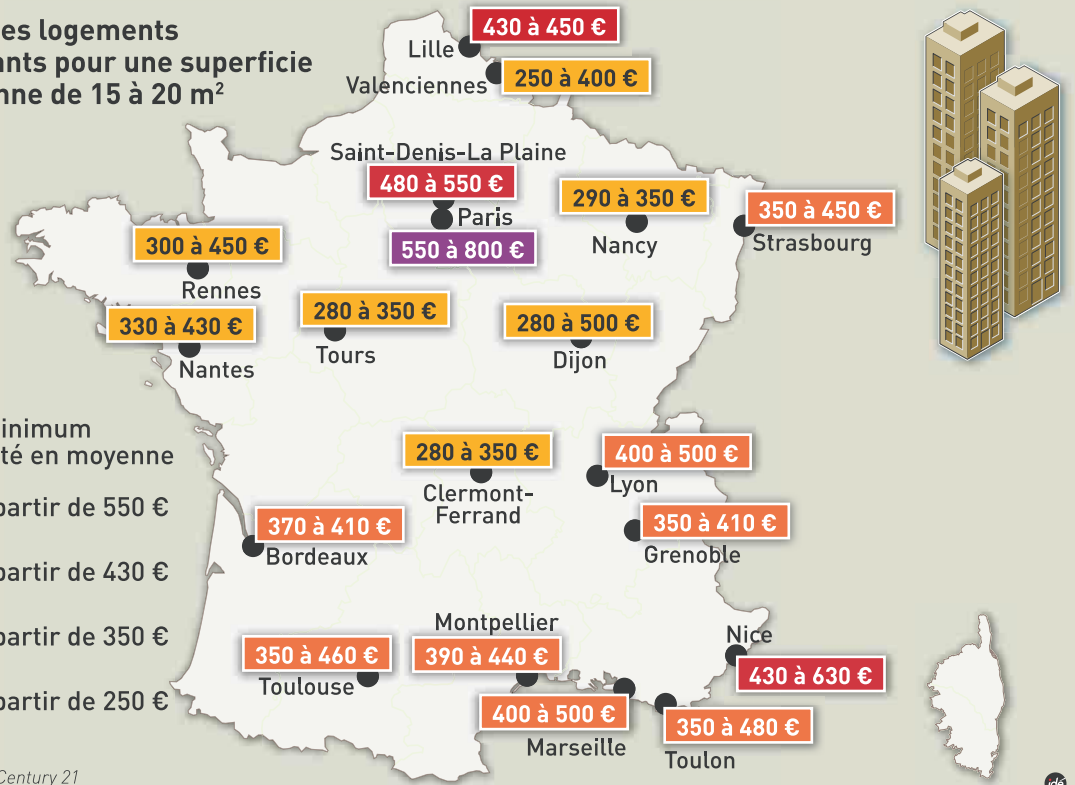 es logements
ants pour une superficie
nne de 15 à 20 m²
430 à 450 €
Lille
Valenciennes
250 à 400 €
Saint-Denis-La Plaine
480 à 550 €
Paris
550 à 800 €
290 à 350 €
Nancy
350 à 450 €
Strasbourg
300 à 450 €
Rennes
330 à 430 €
Nantes
280 à 350 €
Tours
280 à 500 €
Dijon
inimum
té en moyenne
partir de 550 €
partir de 430 €
partir de 350 €
partir de 250 €
280 à 350 €
Clermont-
Ferrand
400 à 500 €
Lyon
350 à 410 €
Grenoble
370 à 410 €
Bordeaux
350 à 460 €
Toulouse
Montpellier
390 à 440 €
400 à 500 €
Marseille
Nice
430 à 630 €
350 à 480 €
Toulon
Century 21
idé